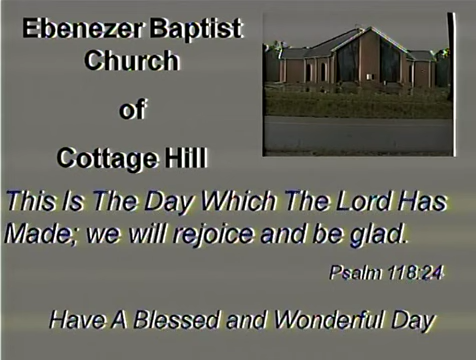 Ebenezer Baptist
Church
of
Cottage Hill
This Is The Day Which The Lord Has
Made; we will rejoice and be glad.
Psalm 118:24
Have A Blessed and Wonderful Day